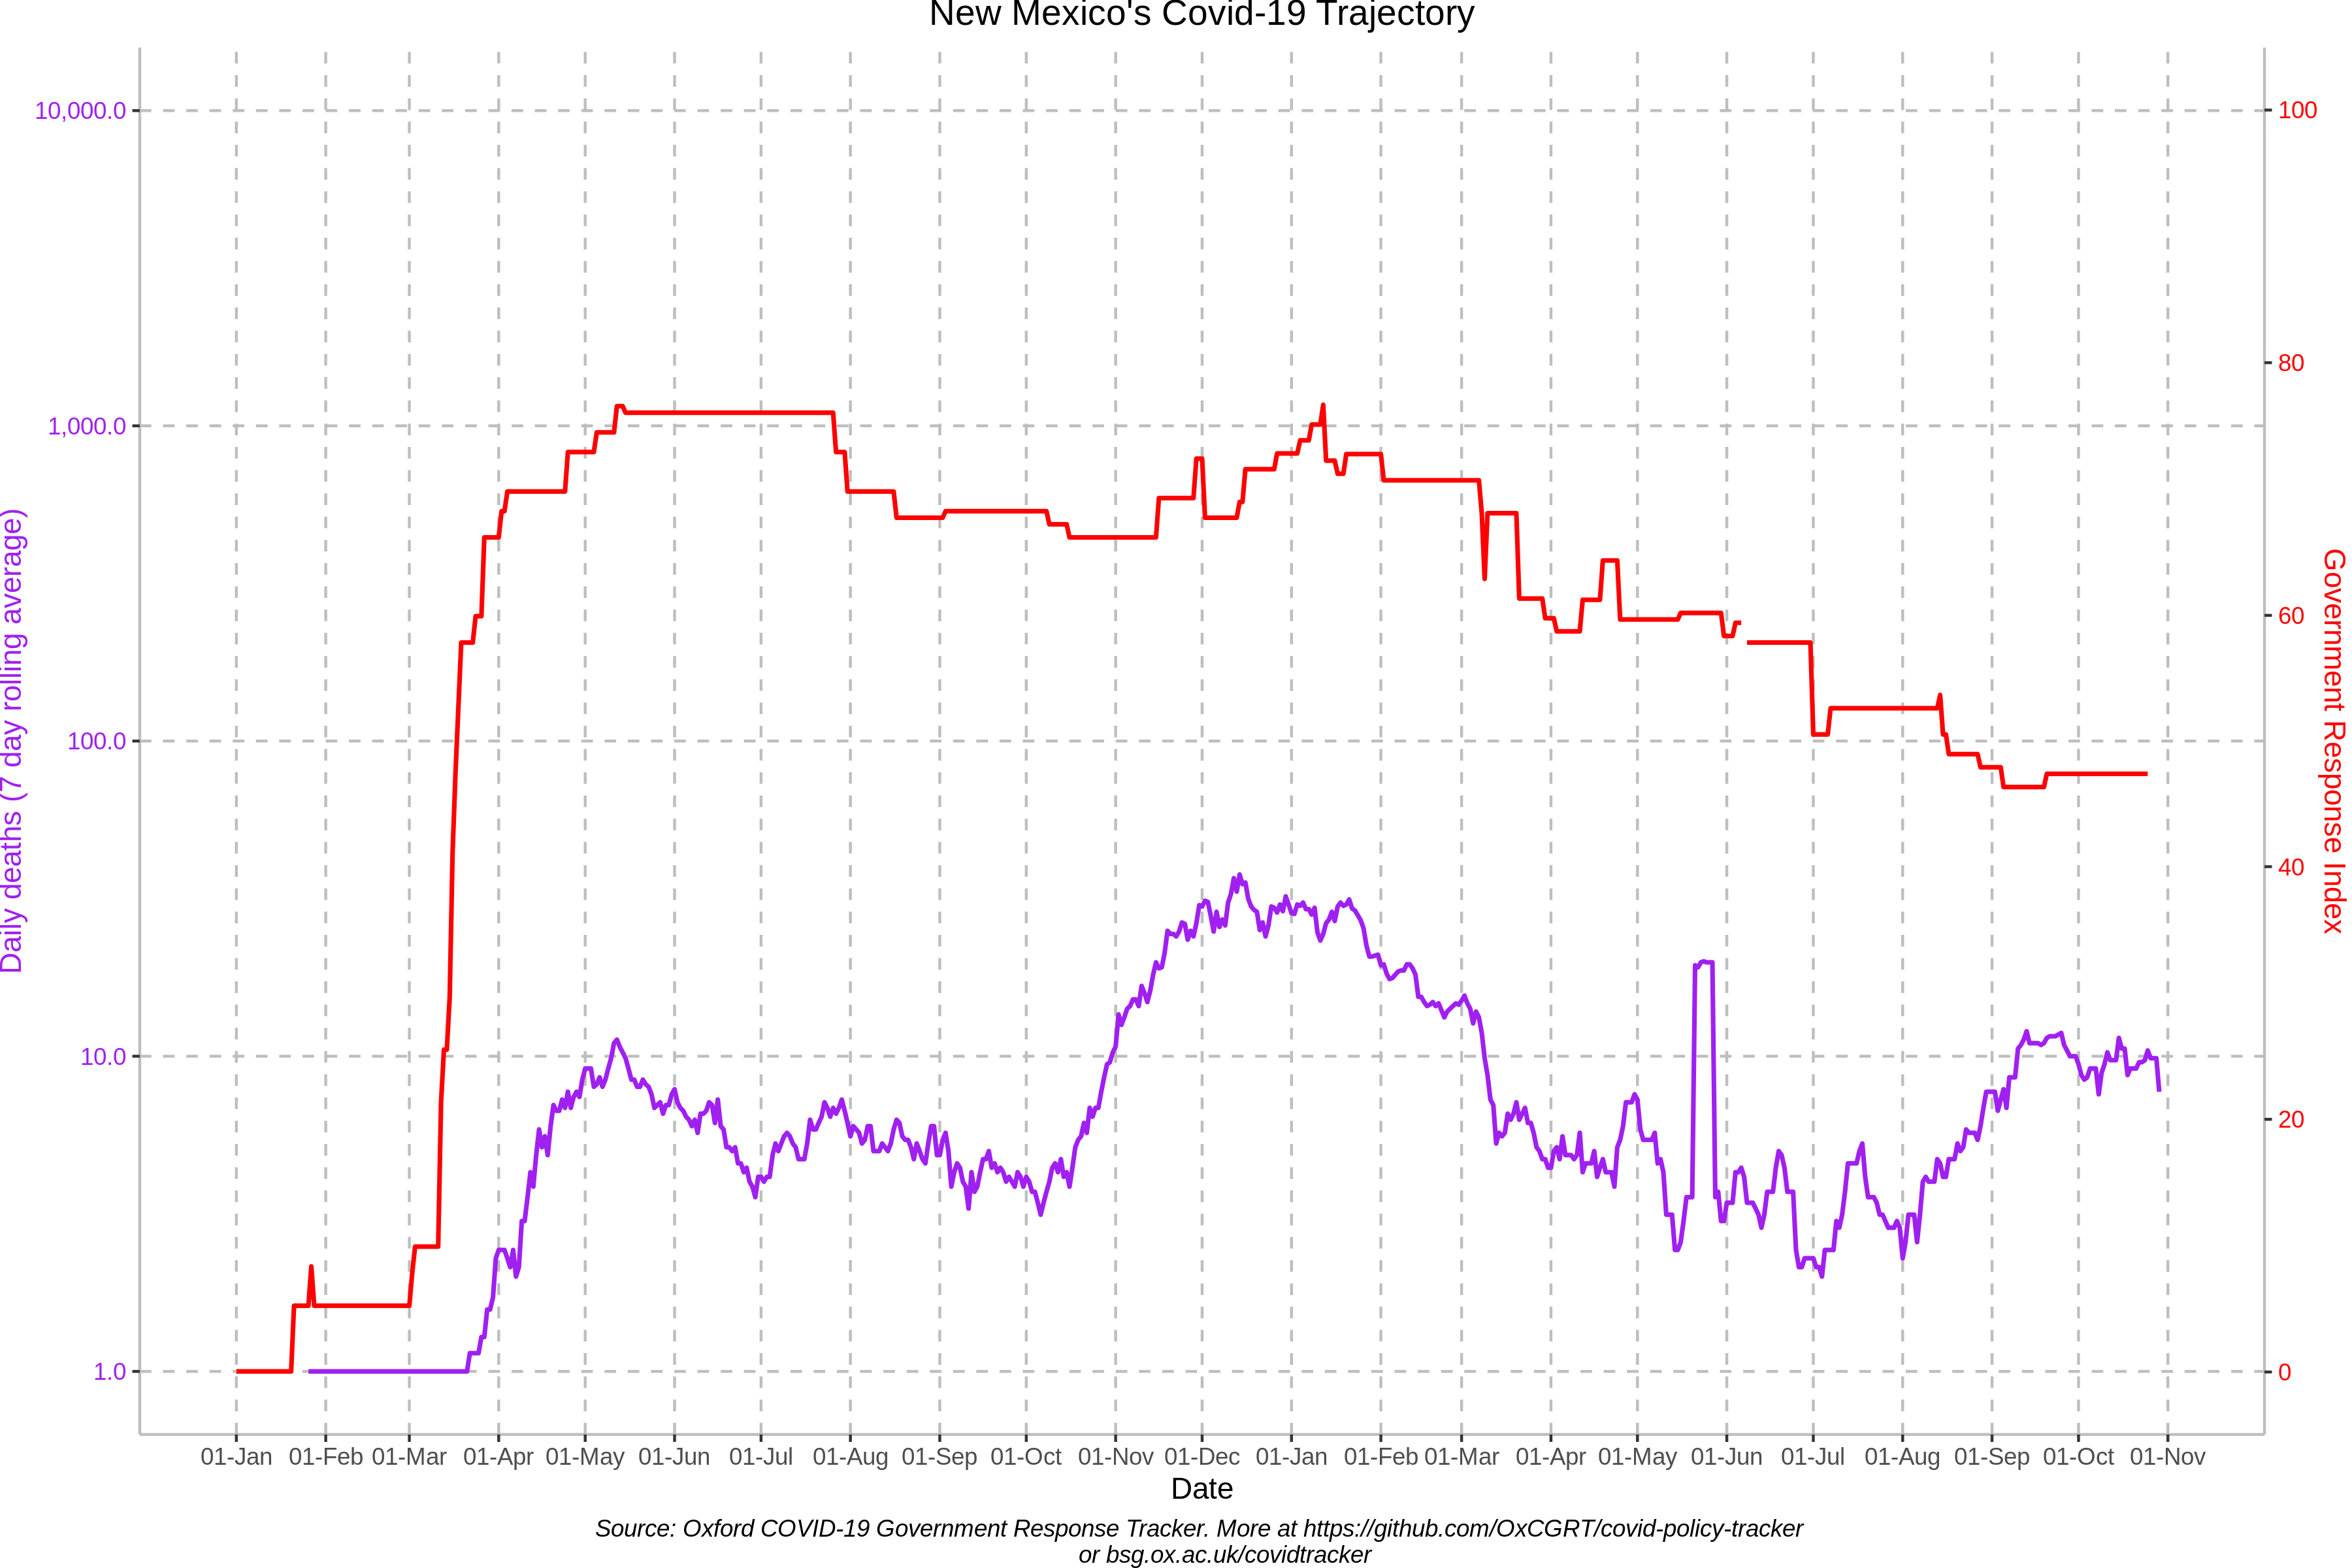 New Mexico's Covid-19 Trajectory
10,000.0
1,000.0
100.0
10.0
1.0
Daily deaths (7 day rolling average)
100
80
60
40
20
0
Government Response Index
01-Jan 01-Feb 01-Mar 01-Apr 01-May 01-Jun 01-Jul 01-Aug 01-Sep 01-Oct 01-Nov 01-Dec 01-Jan 01-Feb 01-Mar 01-Apr 01-May 01-Jun 01-Jul 01-Aug 01-Sep 01-Oct 01-Nov
Date
Source: Oxford COVID-19 Government Response Tracker. More at https://github.com/OxCGRT/covid-policy-tracker
or bsg.ox.ac.uk/covidtracker